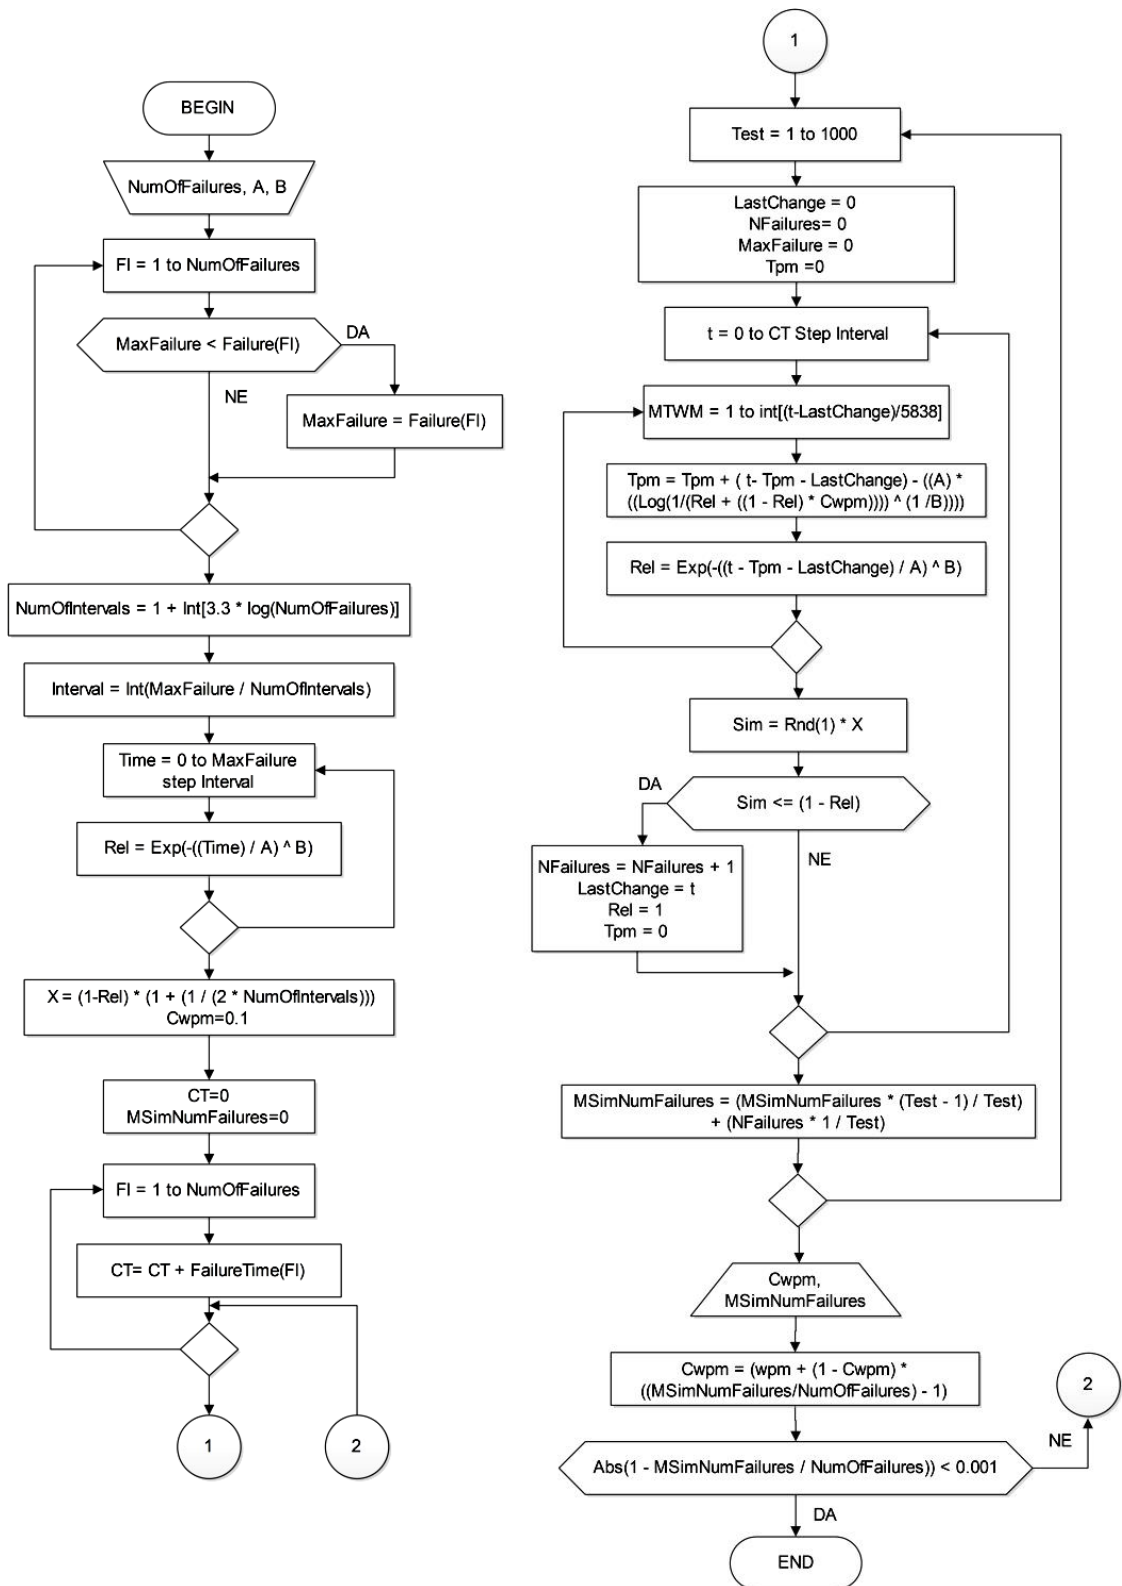 BEGIN
NumOfFailures, A, B
FI = 1 to NumOfFailures
MaxFailure < Failure(FI)
DA
NE
MaxFailure = Failure(FI)
NumOfIntervals = 1 + Int[3.3 * log(NumOfFailures)]
Interval = Int(MaxFailure / NumOfIntervals)
Time = 0 to MaxFailure
step Interval
Rel = Exp(-((Time) / A) ^ B)
X = (1-Rel) * (1 + (1 / (2 * NumOfIntervals)))
Cwpm=0.1
CT=0
MSimNumFailures=0
FI = 1 to NumOfFailures
CT= CT + FailureTime(FI)
1
2
1
Test = 1 to 1000
LastChange = 0
NFailures= 0
MaxFailure = 0
Tpm =0
t = 0 to CT Step Interval
MTWM = 1 to int[(t-LastChange)/5838]
Tpm = Tpm + ( t- Tpm - LastChange) - ((A) *
((Log(1/(Rel + ((1 - Rel) * Cwpm)))) ^ (1 /B))))
Rel = Exp(-((t - Tpm - LastChange) / A) ^ B)
Sim = Rnd(1) * X
DA
Sim <= (1 - Rel)
NE
NFailures = NFailures + 1
LastChange = t
Rel = 1
Tpm = 0
MSimNumFailures = (MSimNumFailures * (Test - 1) / Test)
+ (NFailures * 1 / Test)
Cwpm,
MSimNumFailures
Cwpm = (wpm + (1 - Cwpm) *
((MSimNumFailures/NumOfFailures) - 1)
2
NE
Abs(1 - MSimNumFailures / NumOfFailures)) < 0.001
DA
END